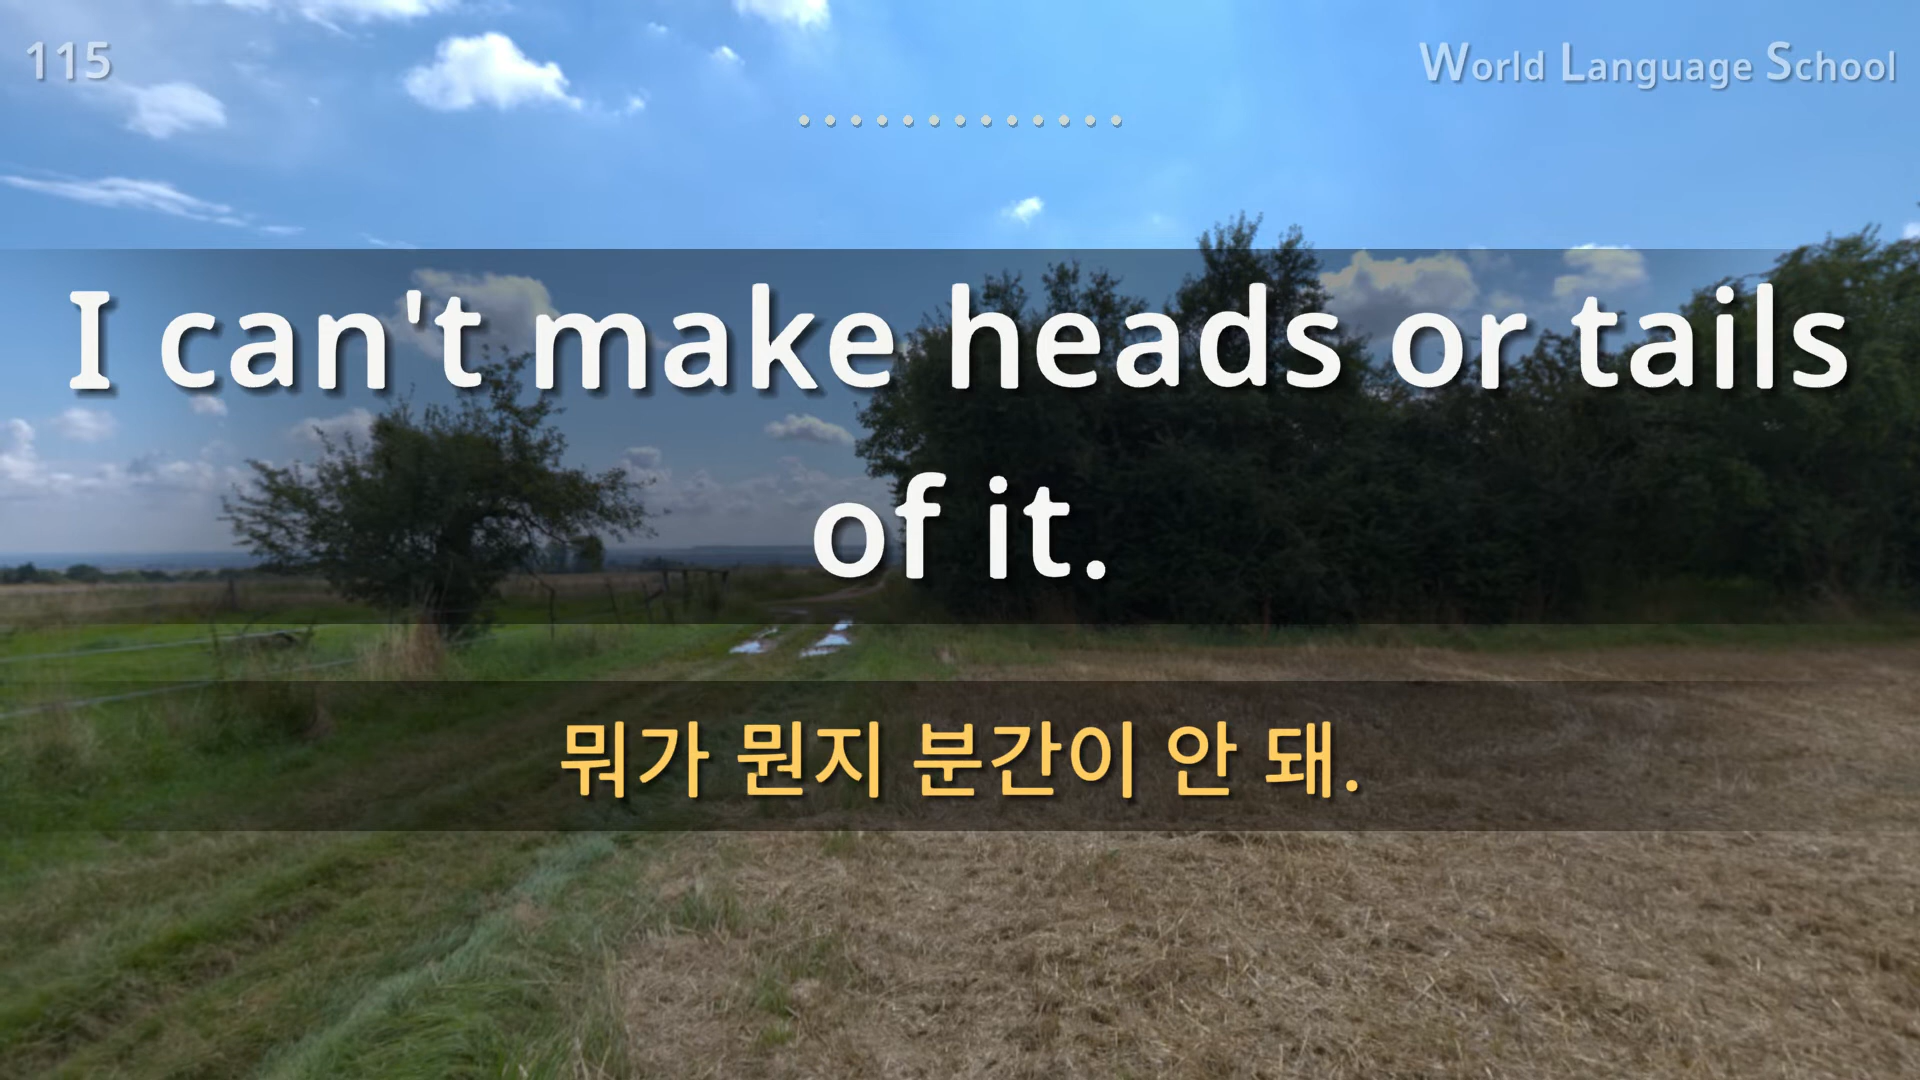 115
World Language School
I can't make heads or tails
of it.
뭐가 뭔지 분간이 안 돼.